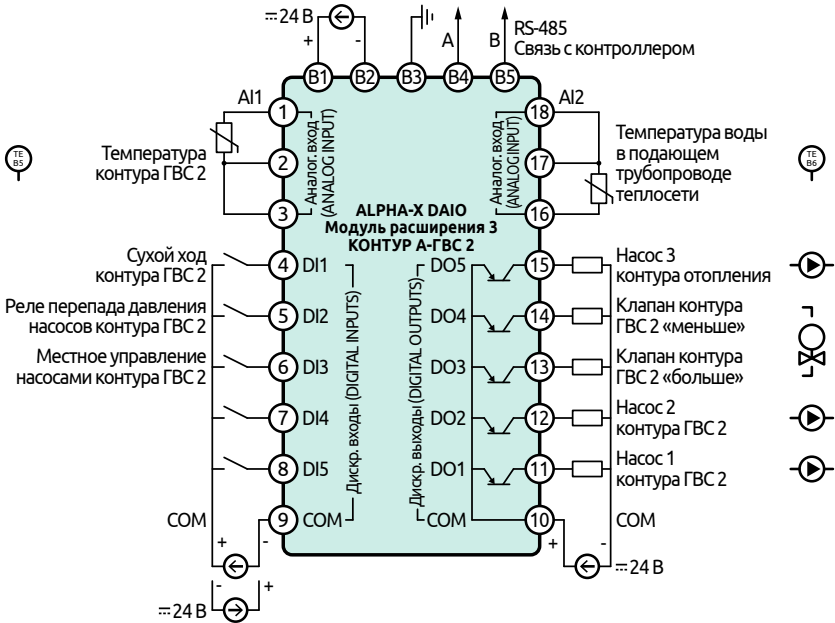 ⎓24 В
+
-
A
B
RS-485
Связь с контроллером
B1
B2
B3
B4
B5
AI1
1
18
AI2
TE
B5
Температура
контура ГВС 2
2
3
Аналог. вход
(ANALOG INPUT)
Аналог. вход
(ANALOG INPUT)
17
16
Температура воды
в подающем
трубопроводе
теплосети
TE
B6
ALPHA-X DAIO
Модуль расширения 3
КОНТУР А-ГВС 2
Сухой ход
контура ГВС 2
4
DI1
DO5
15
Насос 3
контура отопления
Реле перепада давления
насосов контура ГВС 2
5
DI2
DO4
14
Клапан контура
ГВС 2 «меньше»
Местное управление
насосами контура ГВС 2
6
DI3
DO3
13
Клапан контура
ГВС 2 «больше»
7
DI4
DO2
12
Насос 2
контура ГВС 2
8
DI5
DO1
11
Насос 1
контура ГВС 2
Дискр. входы (DIGITAL INPUTS)
Дискр. выходы (DIGITAL OUTPUTS)
COM
9
COM
COM
10
COM
+
-
+
-
⎓24 В
-
+
⎓24 В